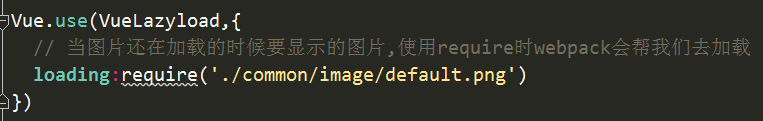 Vue.use(VueLazyload,{
// 当图片还在加载的时候要显示的图片,使用require时webpack会帮我们去加载
loading:require('./common/image/default.png')
})